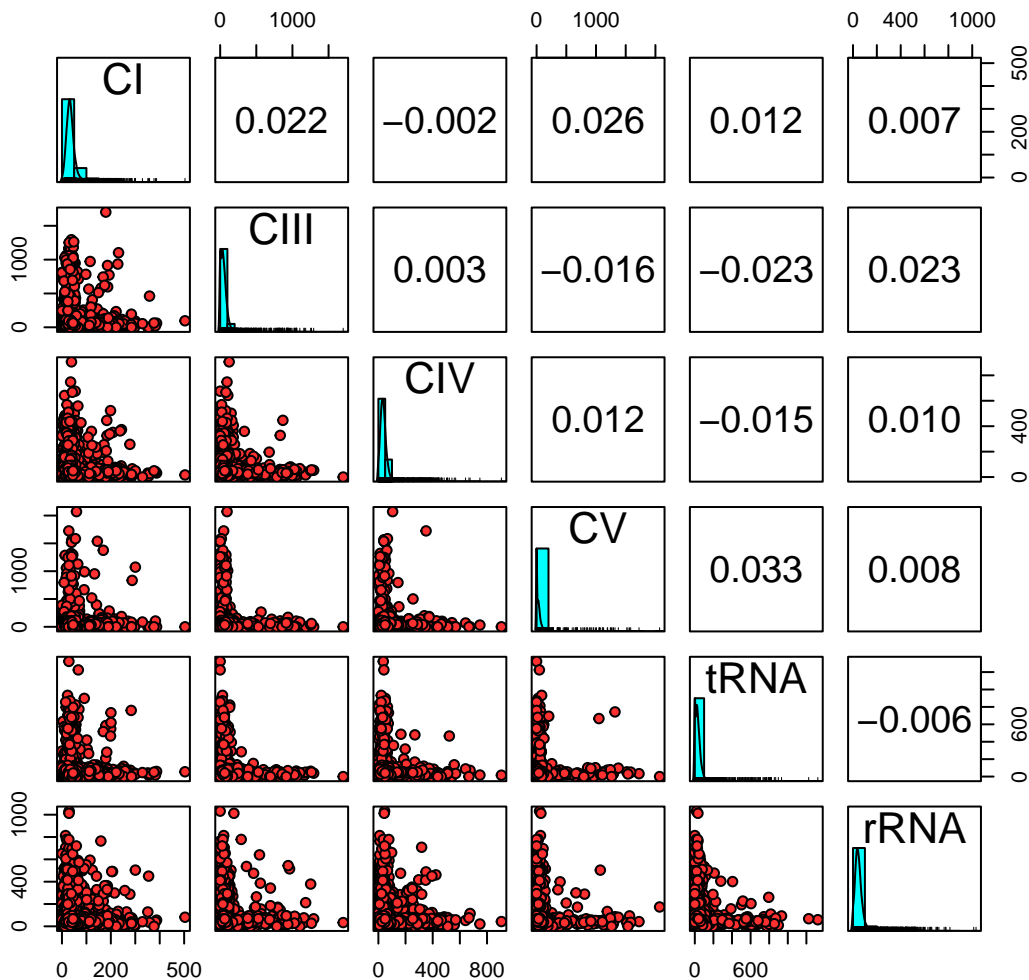 0 1000 0 1000 0 400 1000
CI 0.022 −0.002 0.026 0.012 0.007
0 200 500
0 1000
CIII 0.003 −0.016 −0.023 0.023
CIV 0.012 −0.015 0.010
0 400
0 1000
CV 0.033 0.008
tRNA −0.006
0 600
0 400 1000
rRNA
0 200 500 0 400 800 0 600